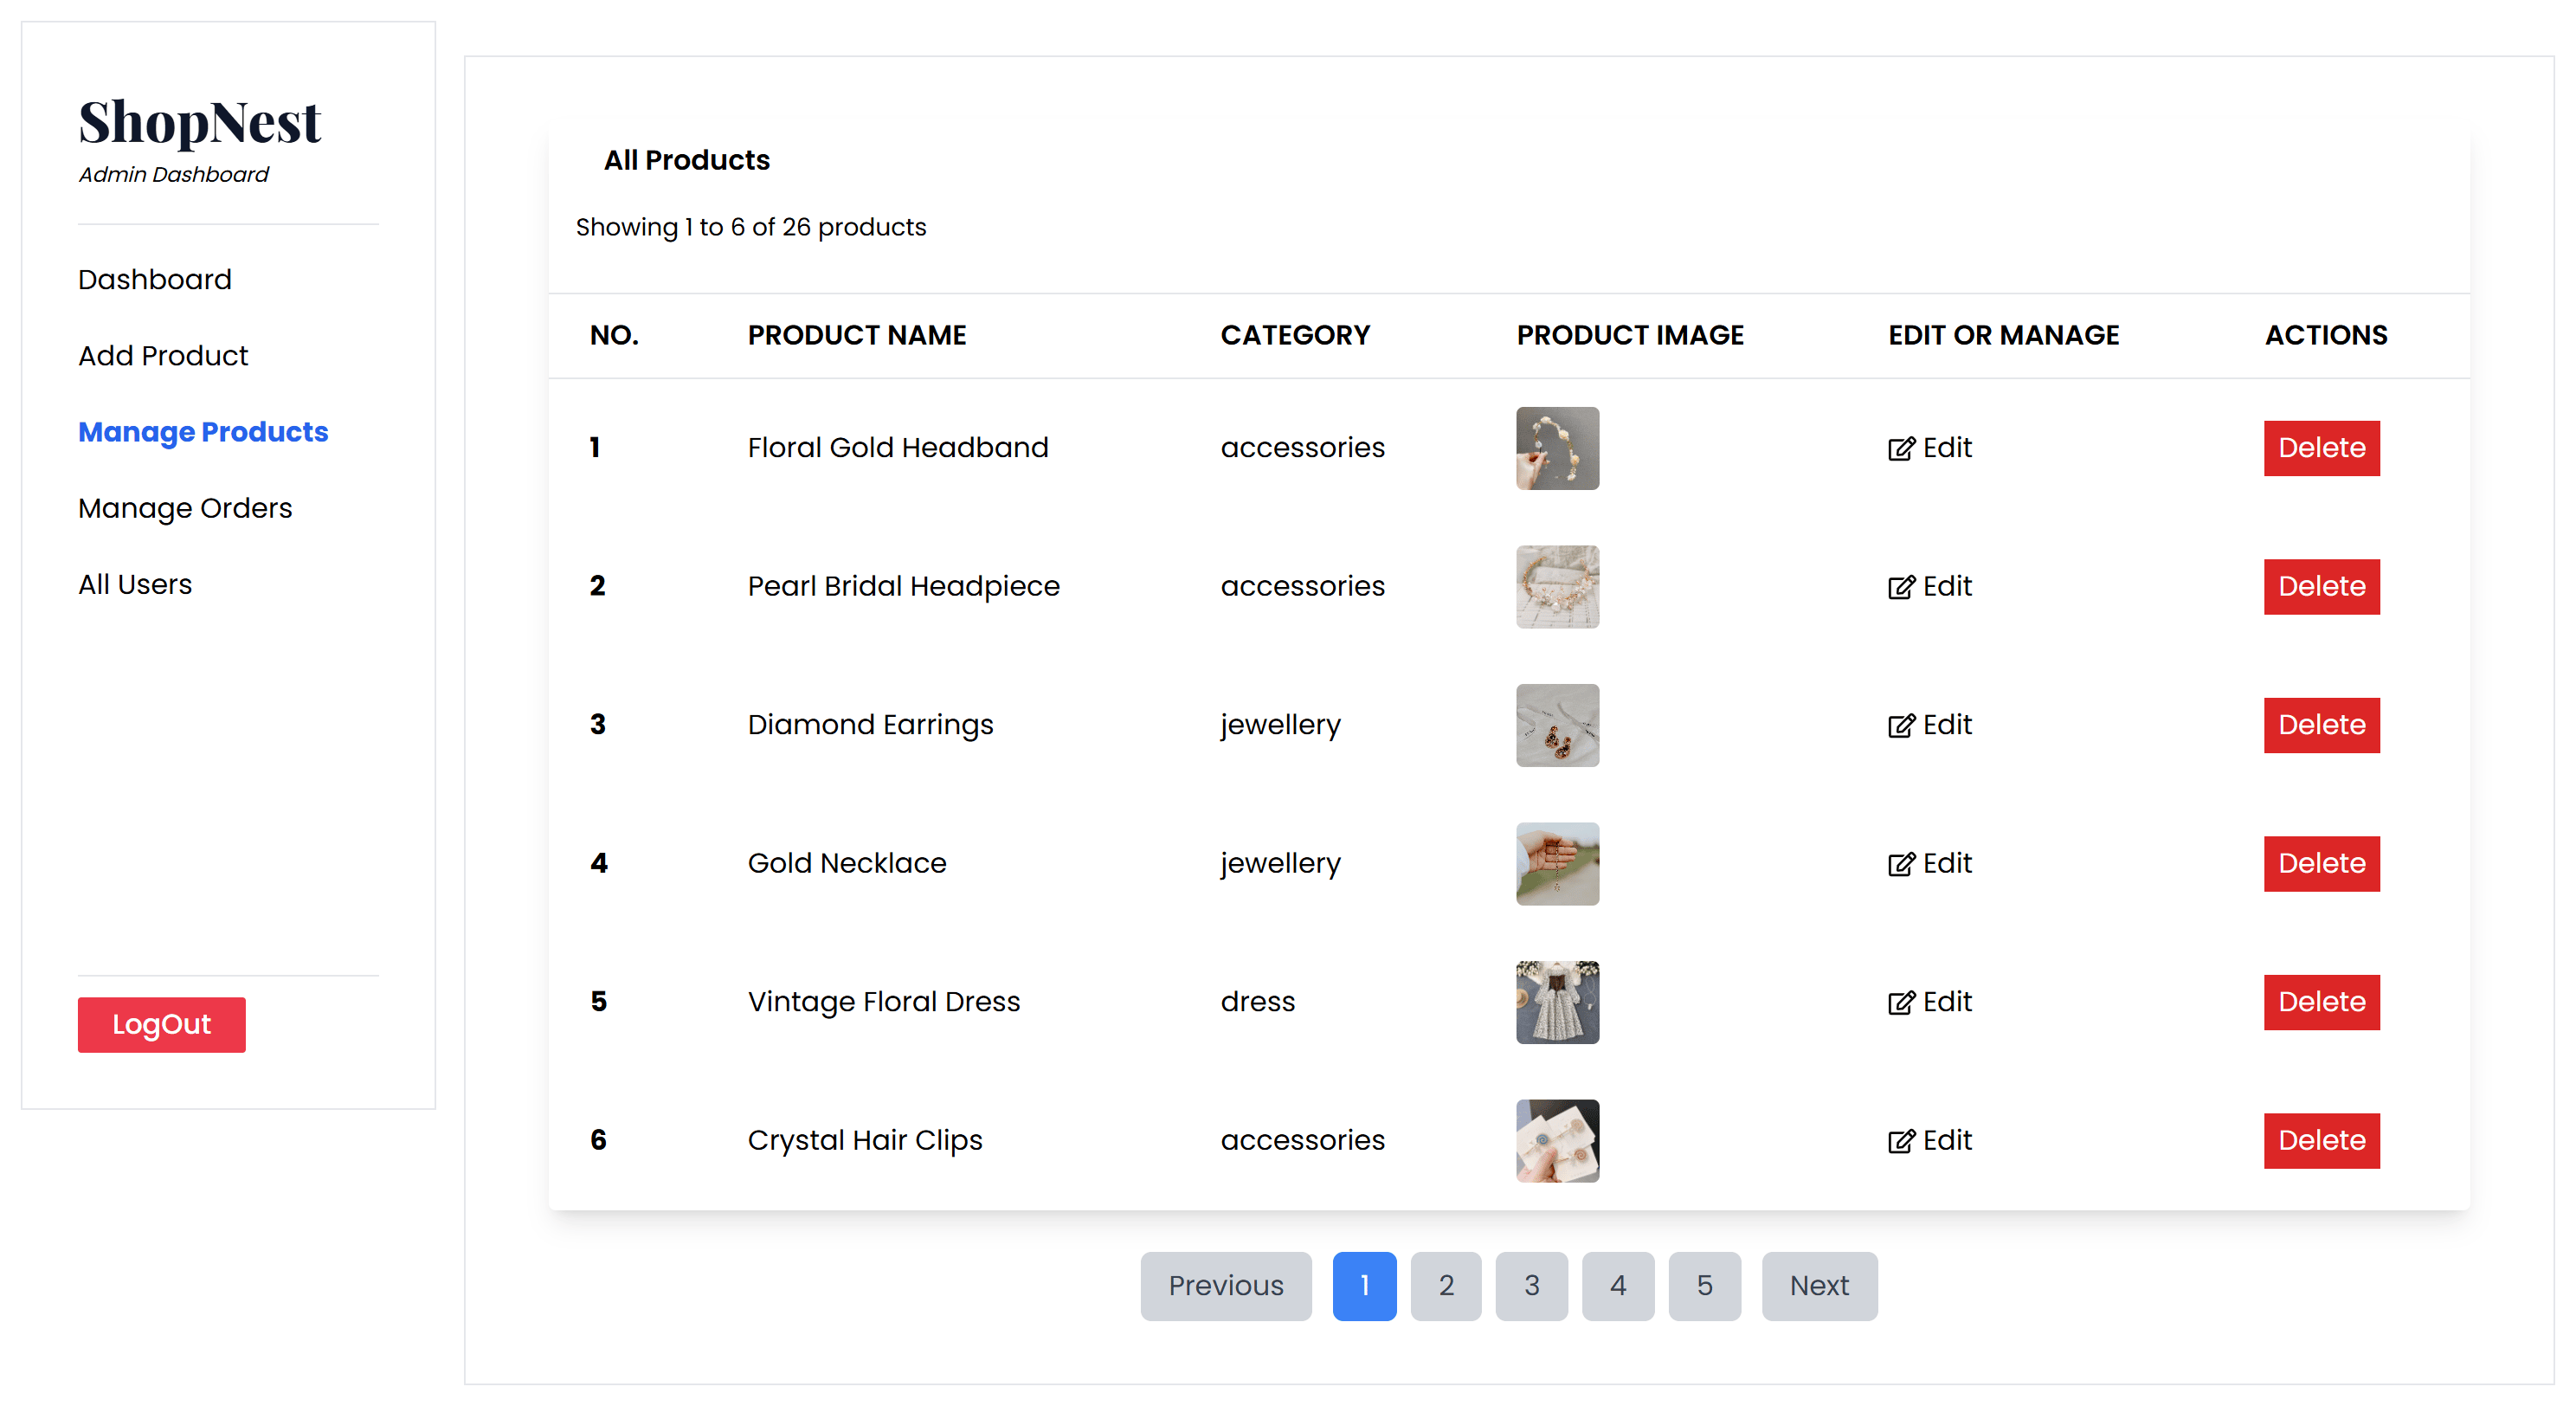 ShopNest
Admin Dashboard
Dashboard
Add Product
Manage Products
Manage Orders
All Users
LogOut
All Products
Showing 1 to 6 of 26 products
NO. PRODUCT NAME CATEGORY PRODUCT IMAGE EDIT OR MANAGE ACTIONS
1 Floral Gold Headband accessories Edit Delete
2 Pearl Bridal Headpiece accessories Edit Delete
3 Diamond Earrings jewellery Edit Delete
4 Gold Necklace jewellery Edit Delete
5 Vintage Floral Dress dress Edit Delete
6 Crystal Hair Clips accessories Edit Delete
Previous 1 2 3 4 5 Next